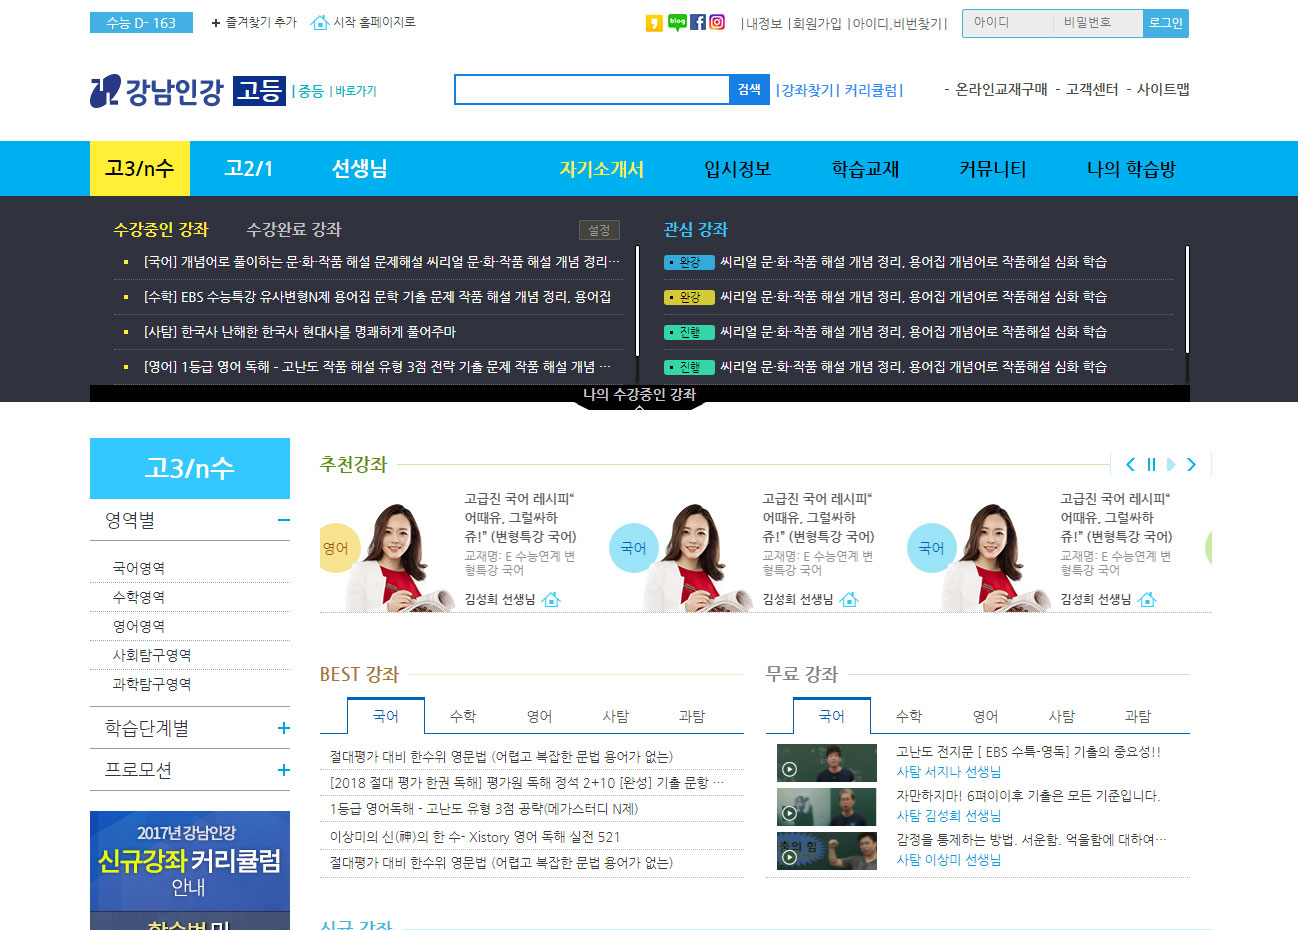 수능 D- 163
+ 즐겨찾기 추가
시작 홈페이지로
blog
|내정보 |회원가입 |아이디,비번찾기|
아이디
비밀번호
로그인
강남인강 고등 |중등 |바로가기
검색
|강좌찾기| 커리큘럼|
- 온라인교재구매 - 고객센터 - 사이트맵
고3/n수
고2/1
선생님
자기소개서
입시정보
학습교재
커뮤니티
나의 학습방
수강중인 강좌
수강완료 강좌
설정
[국어] 개념어로 풀이하는 문·화·작품 해설 문제해설 씨리얼 문·화·작품 해설 개념 정리…
[수학] EBS 수능특강 유사변형N제 용어집 문학 기출 문제 작품 해설 개념 정리, 용어집
[사탐] 한국사 난해한 한국사 현대사를 명쾌하게 풀어주마
[영어] 1등급 영어 독해 - 고난도 작품 해설 유형 3점 전략 기출 문제 작품 해설 개념 …
관심 강좌
완강 씨리얼 문·화·작품 해설 개념 정리, 용어집 개념어로 작품해설 심화 학습
완강 씨리얼 문·화·작품 해설 개념 정리, 용어집 개념어로 작품해설 심화 학습
진행 씨리얼 문·화·작품 해설 개념 정리, 용어집 개념어로 작품해설 심화 학습
진행 씨리얼 문·화·작품 해설 개념 정리, 용어집 개념어로 작품해설 심화 학습
나의 수강중인 강좌
고3/n수
영역별
국어영역
수학영역
영어영역
사회탐구영역
과학탐구영역
학습단계별
프로모션
2017년 강남인강
신규강좌 커리큘럼
안내
학습법 및
추천강좌
영어
고급진 국어 레시피“
어때유, 그럴싸하
쥬!” (변형특강 국어)
교재명: E 수능연계 변
형특강 국어
김성희 선생님
국어
고급진 국어 레시피“
어때유, 그럴싸하
쥬!” (변형특강 국어)
교재명: E 수능연계 변
형특강 국어
김성희 선생님
국어
고급진 국어 레시피“
어때유, 그럴싸하
쥬!” (변형특강 국어)
교재명: E 수능연계 변
형특강 국어
김성희 선생님
BEST 강좌
국어
수학
영어
사탐
과탐
절대평가 대비 한수위 영문법 (어렵고 복잡한 문법 용어가 없는)
[2018 절대 평가 한권 독해] 평가원 독해 정석 2+10 [완성] 기출 문항 …
1등급 영어독해 - 고난도 유형 3점 공략(메가스터디 N제)
이상미의 신(神)의 한 수- Xistory 영어 독해 실전 521
절대평가 대비 한수위 영문법 (어렵고 복잡한 문법 용어가 없는)
무료 강좌
국어
수학
영어
사탐
과탐
고난도 전지문 [ EBS 수특-영독] 기출의 중요성!!
사탐 서지나 선생님
자만하지마! 6펴이이후 기출은 모든 기준입니다.
사탐 김성희 선생님
감정을 통제하는 방법. 서운함. 억울함에 대하여…
사탐 이상미 선생님
신규 강좌